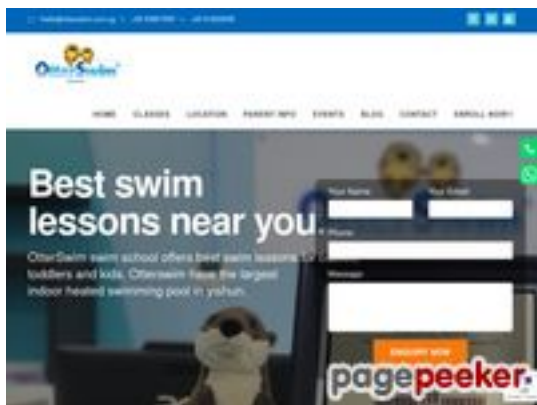 OtterSwim
HOME CLASSES LOCATION PARENT INFO EVENTS BLOG CONTACT ENROLL NOW!
Best swim
lessons near you
OtterSwim swim school offers best swim lessons for
toddlers and kids. Otterswim have the largest
indoor heated swimming pool in yishun.
Your Name
Your Email
Phone
Message
ENQUIRY NOW
pagepeeker